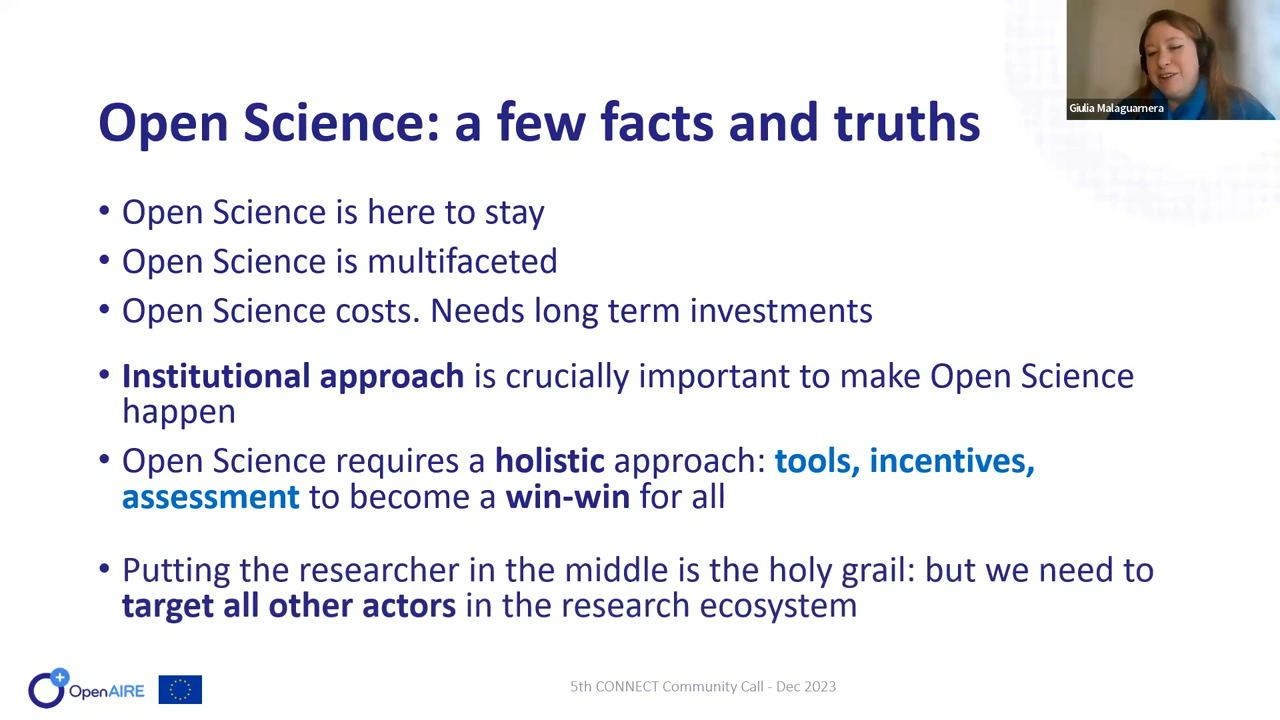 Giulia Malaguarnera
Open Science: a few facts and truths
• Open Science is here to stay
• Open Science is multifaceted
• Open Science costs. Needs long term investments
• Institutional approach is crucially important to make Open Science
happen
• Open Science requires a holistic approach: tools, incentives,
assessment to become a win-win for all
• Putting the researcher in the middle is the holy grail: but we need to
target all other actors in the research ecosystem
OpenAIRE
5th CONNECT Community Call - Dec 2023